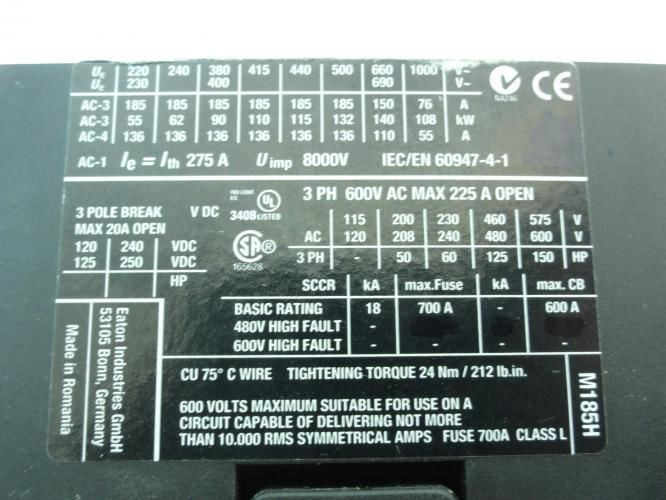 Ue 220 240 380 415 440 500 660 1000 V~
Ue 230 400 690 V~
AC-3 185 185 185 185 185 185 150 76 A
AC-3 55 62 90 110 115 132 140 108 kW
AC-4 136 136 136 136 136 136 110 55 A
AC-1 Ie = Ith 275 A Uimp 8000V IEC/EN 60947-4-1
N4246
CE
3 POLE BREAK V DC
MAX 20A OPEN
120 240 VDC
125 250 VDC
HP
IND. CONT. EQ.
340B UL LISTED
SA ®
165628
3 PH 600V AC MAX 225 A OPEN
115 200 230 460 575 V
AC 120 208 240 480 600 V
3 PH - 50 60 125 150 HP
SCCR kA max.Fuse kA max. CB
BASIC RATING 18 700 A - 600 A
480V HIGH FAULT - - - -
600V HIGH FAULT - - - -
CU 75° C WIRE TIGHTENING TORQUE 24 Nm / 212 lb.in.
600 VOLTS MAXIMUM SUITABLE FOR USE ON A
CIRCUIT CAPABLE OF DELIVERING NOT MORE
THAN 10.000 RMS SYMMETRICAL AMPS FUSE 700A CLASS L
Eaton Industries GmbH
53105 Bonn, Germany
Made in Romania
M185H